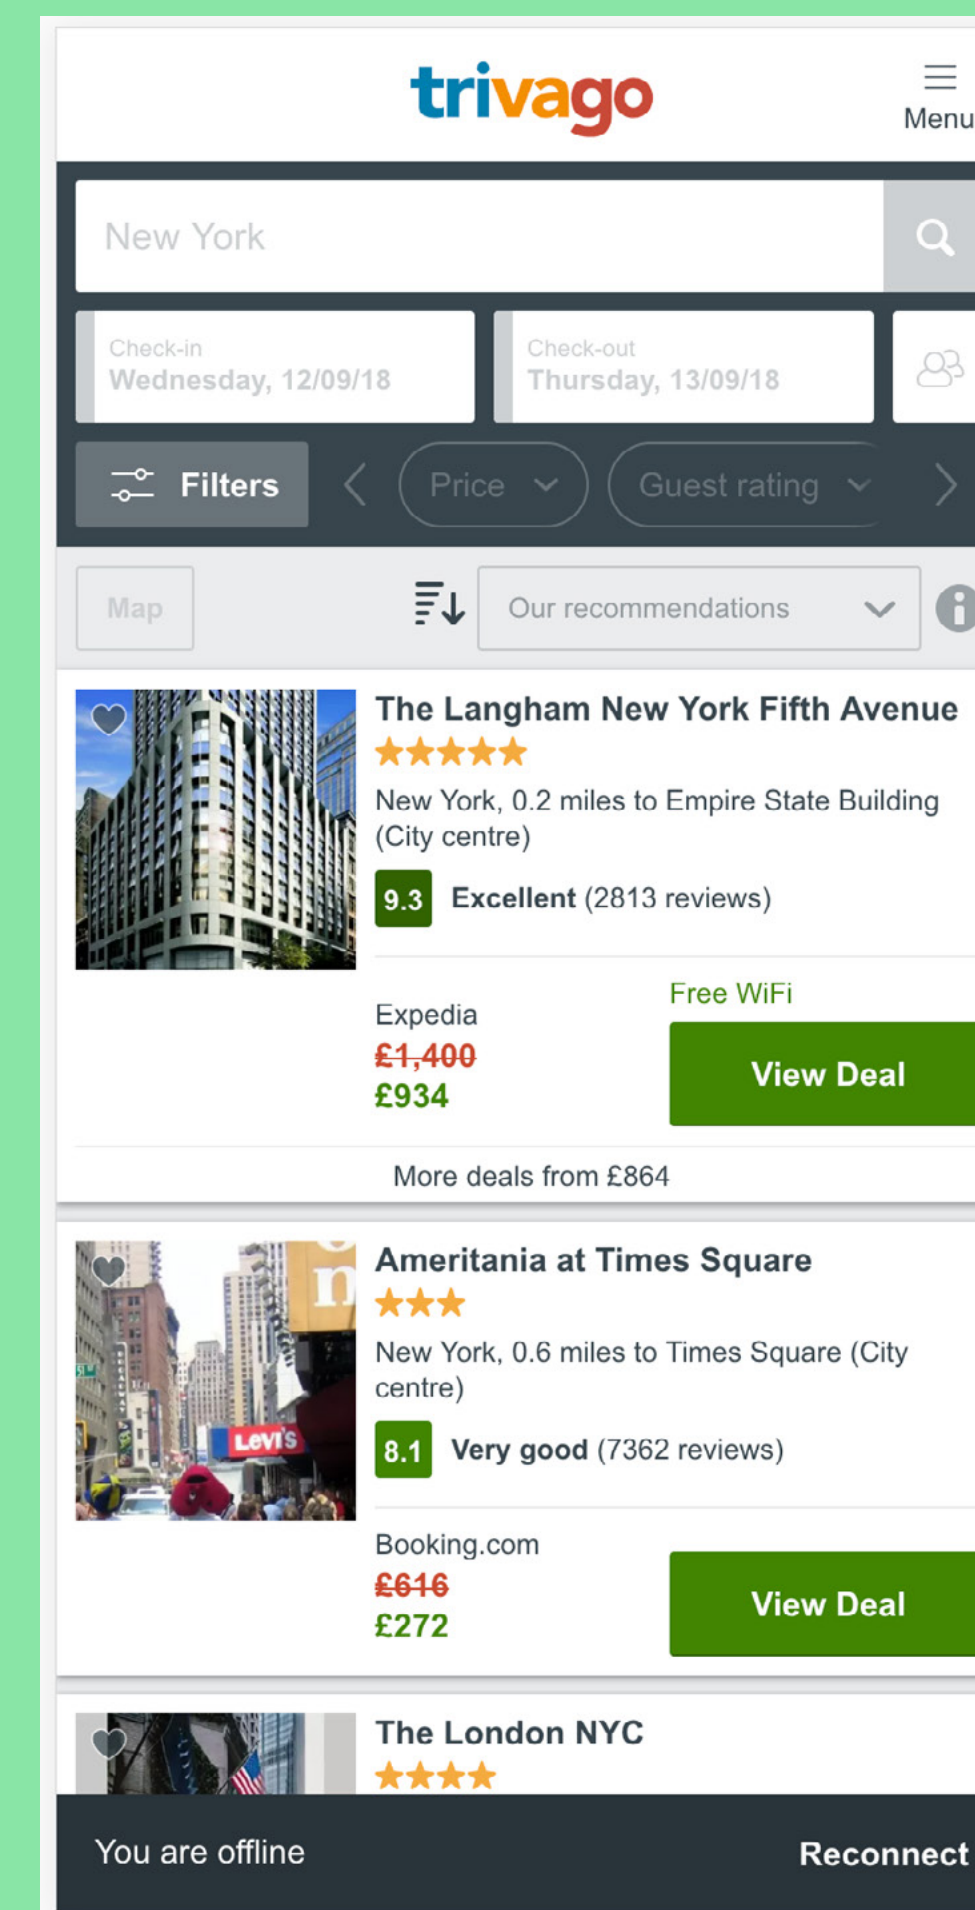 trivago
Menu
New York
Check-in
Wednesday, 12/09/18
Check-out
Thursday, 13/09/18
Filters
Price
Guest rating
Map
Our recommendations
The Langham New York Fifth Avenue
New York, 0.2 miles to Empire State Building
(City centre)
9.3 Excellent (2813 reviews)
Free WiFi
Expedia
£1,400
£934
View Deal
More deals from £864
Ameritania at Times Square
New York, 0.6 miles to Times Square (City
centre)
LEVI'S
8.1 Very good (7362 reviews)
Booking.com
£616
£272
View Deal
The London NYC
You are offline
Reconnect